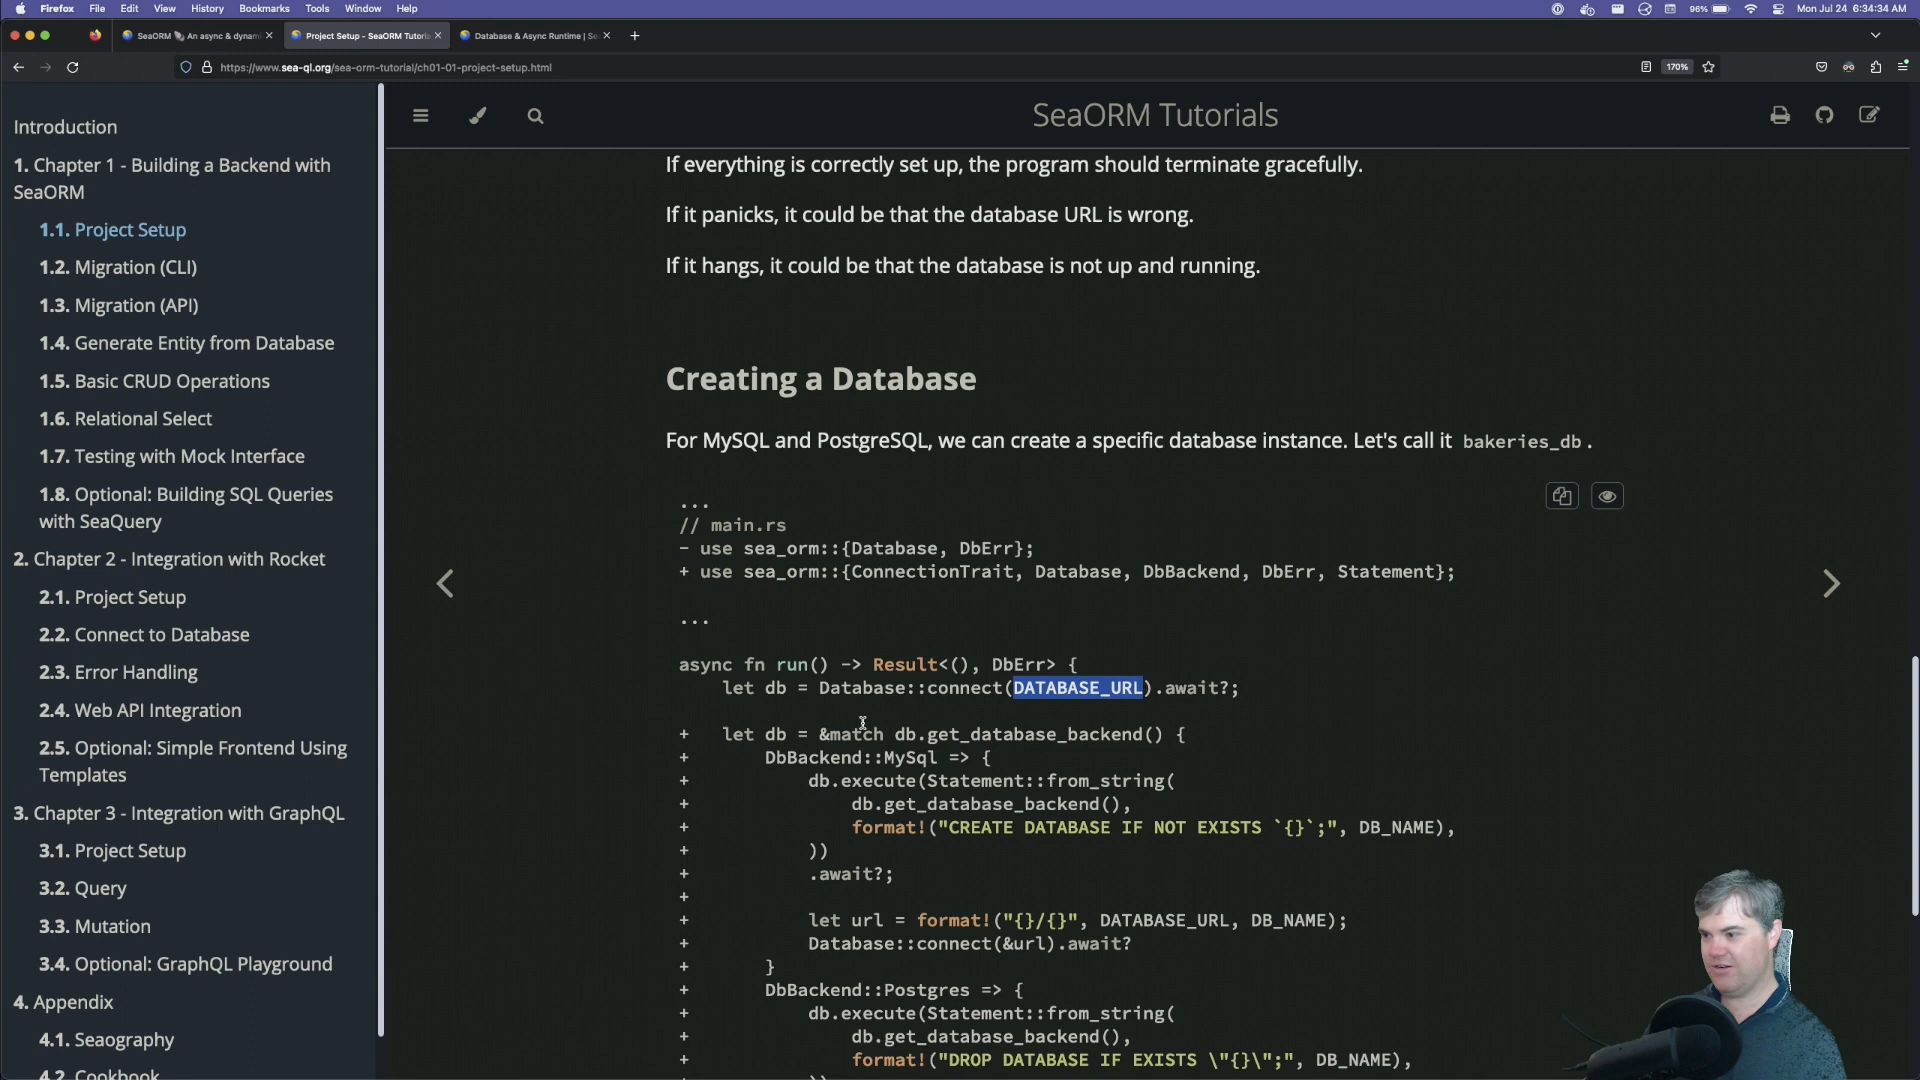 Firefox File Edit View History Bookmarks Tools Window Help
96% Mon Jul 24 6:34:34 AM
SeaORM 🐚 An async & dynam
Project Setup - SeaORM Tutoria
Database & Async Runtime | Se
https://www.sea-ql.org/sea-orm-tutorial/ch01-01-project-setup.html
170%
Introduction
1. Chapter 1 - Building a Backend with
SeaORM
1.1. Project Setup
1.2. Migration (CLI)
1.3. Migration (API)
1.4. Generate Entity from Database
1.5. Basic CRUD Operations
1.6. Relational Select
1.7. Testing with Mock Interface
1.8. Optional: Building SQL Queries
with SeaQuery
2. Chapter 2 - Integration with Rocket
2.1. Project Setup
2.2. Connect to Database
2.3. Error Handling
2.4. Web API Integration
2.5. Optional: Simple Frontend Using
Templates
3. Chapter 3 - Integration with GraphQL
3.1. Project Setup
3.2. Query
3.3. Mutation
3.4. Optional: GraphQL Playground
4. Appendix
4.1. Seaography
4.2. Cookbook
SeaORM Tutorials
If everything is correctly set up, the program should terminate gracefully.
If it panicks, it could be that the database URL is wrong.
If it hangs, it could be that the database is not up and running.
Creating a Database
For MySQL and PostgreSQL, we can create a specific database instance. Let's call it bakeries_db.
...
// main.rs
- use sea_orm::{Database, DbErr};
+ use sea_orm::{ConnectionTrait, Database, DbBackend, DbErr, Statement};
...
async fn run() -> Result<(), DbErr> {
let db = Database::connect(DATABASE_URL).await?;
+ let db = &match db.get_database_backend() {
+ DbBackend::MySql => {
+ db.execute(Statement::from_string(
+ db.get_database_backend(),
+ format!("CREATE DATABASE IF NOT EXISTS `{}`;", DB_NAME),
+ ))
+ .await?;
+
+ let url = format!("{}/{}", DATABASE_URL, DB_NAME);
+ Database::connect(&url).await?
+ }
+ DbBackend::Postgres => {
+ db.execute(Statement::from_string(
+ db.get_database_backend(),
+ format!("DROP DATABASE IF EXISTS \"{}\";", DB_NAME),
+ ))